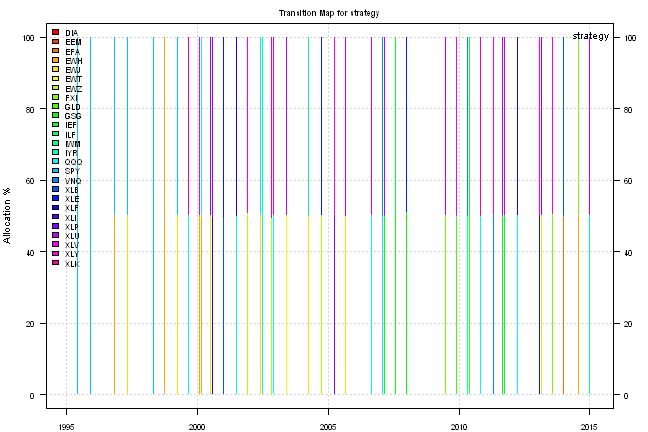 Transition Map for strategy
strategy
100
80
60
40
20
0
Allocation %
DIA
EEM
EFA
EWH
EWJ
EWT
EWZ
FXI
GLD
GSG
IEF
ILF
IWM
IYR
QQQ
SPY
VNQ
XLB
XLE
XLF
XLI
XLP
XLU
XLV
XLY
XLK
100
80
60
40
20
0
1995
2000
2005
2010
2015